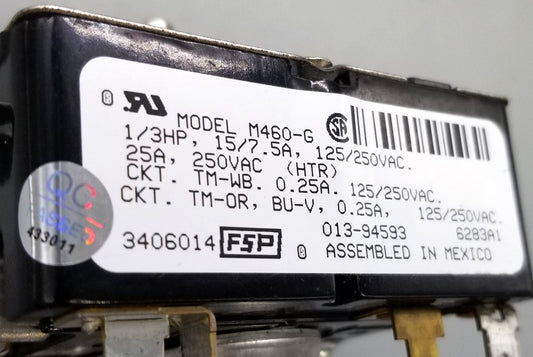 MODEL M460-G
1/3HP, 15/7.5A, 125/250VAC.
25A, 250VAC (HTR)
CKT. TM-WB. 0.25A. 125/250VAC.
CKT. TM-OR, BU-V, 0.25A, 125/250VAC.
013-94593 6283A1
3406014 FSP ASSEMBLED IN MEXICO
QC
PASSED
433011